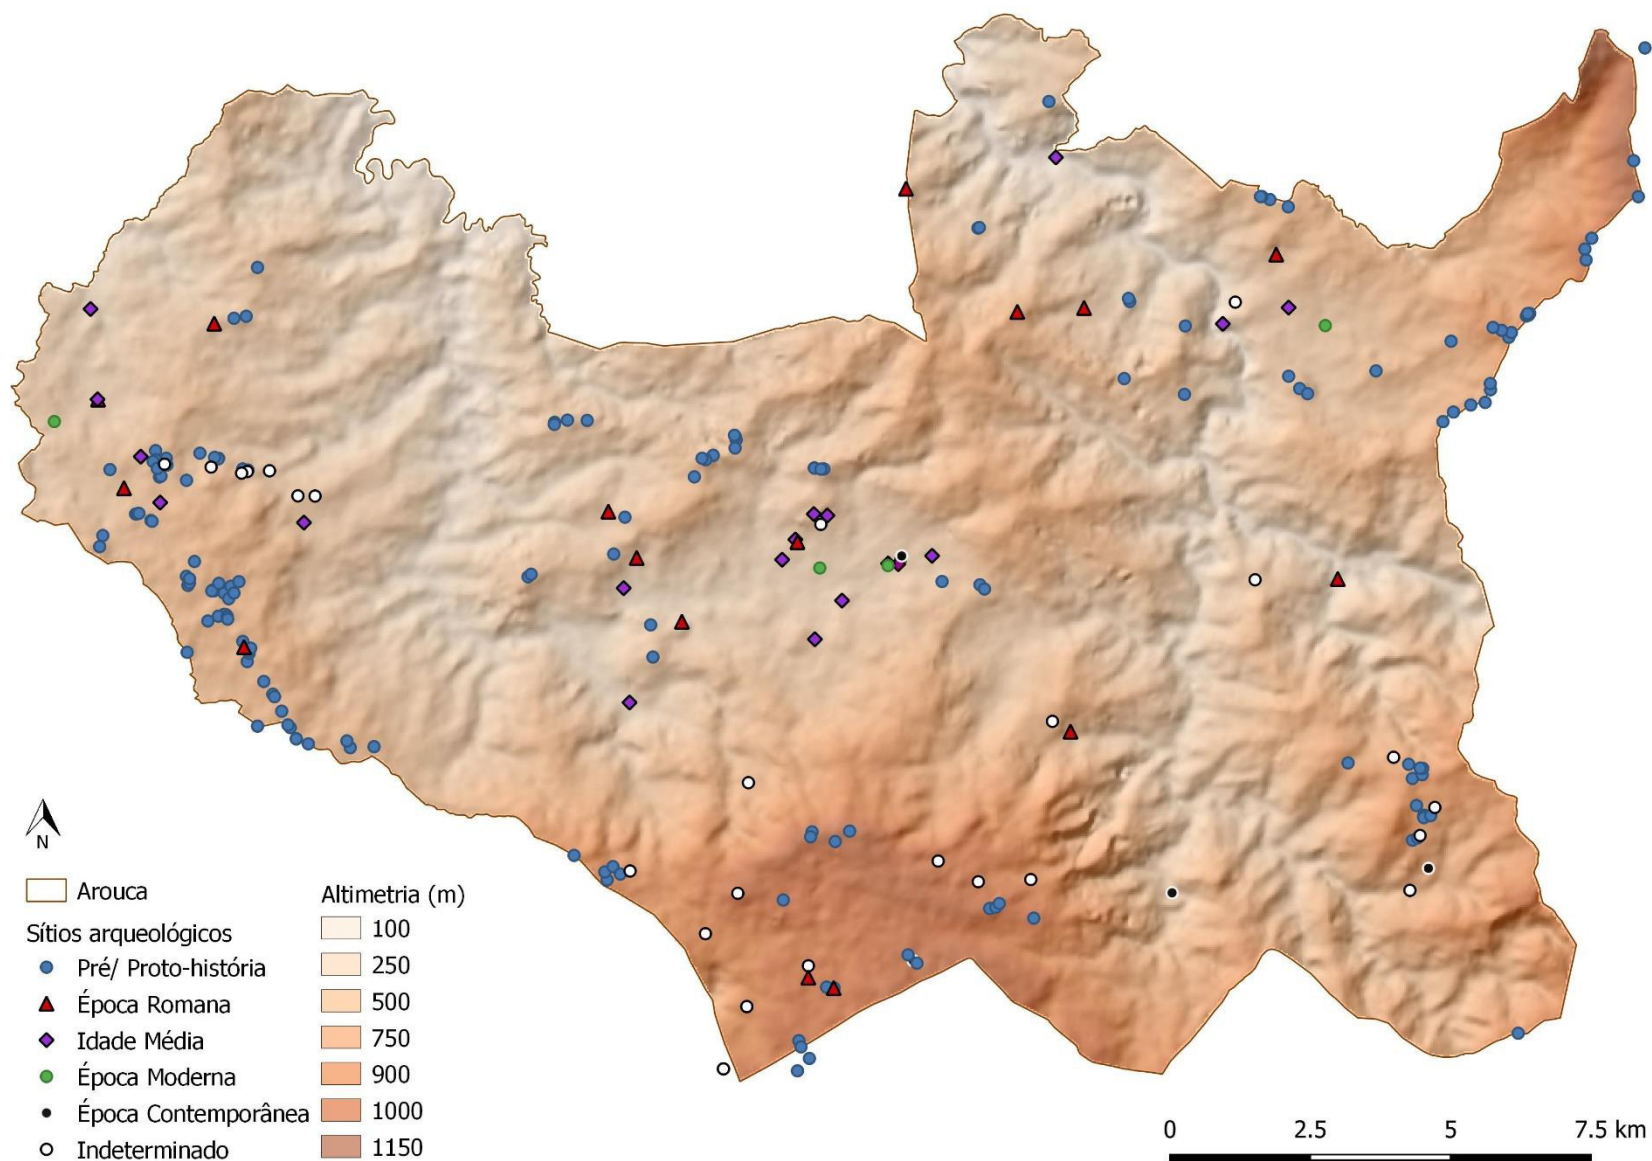 N
Arouca
Sítios arqueológicos
Pré/ Proto-história
Época Romana
Idade Média
Época Moderna
Época Contemporânea
Indeterminado
Altimetria (m)
100
250
500
750
900
1000
1150
0 2.5 5 7.5 km